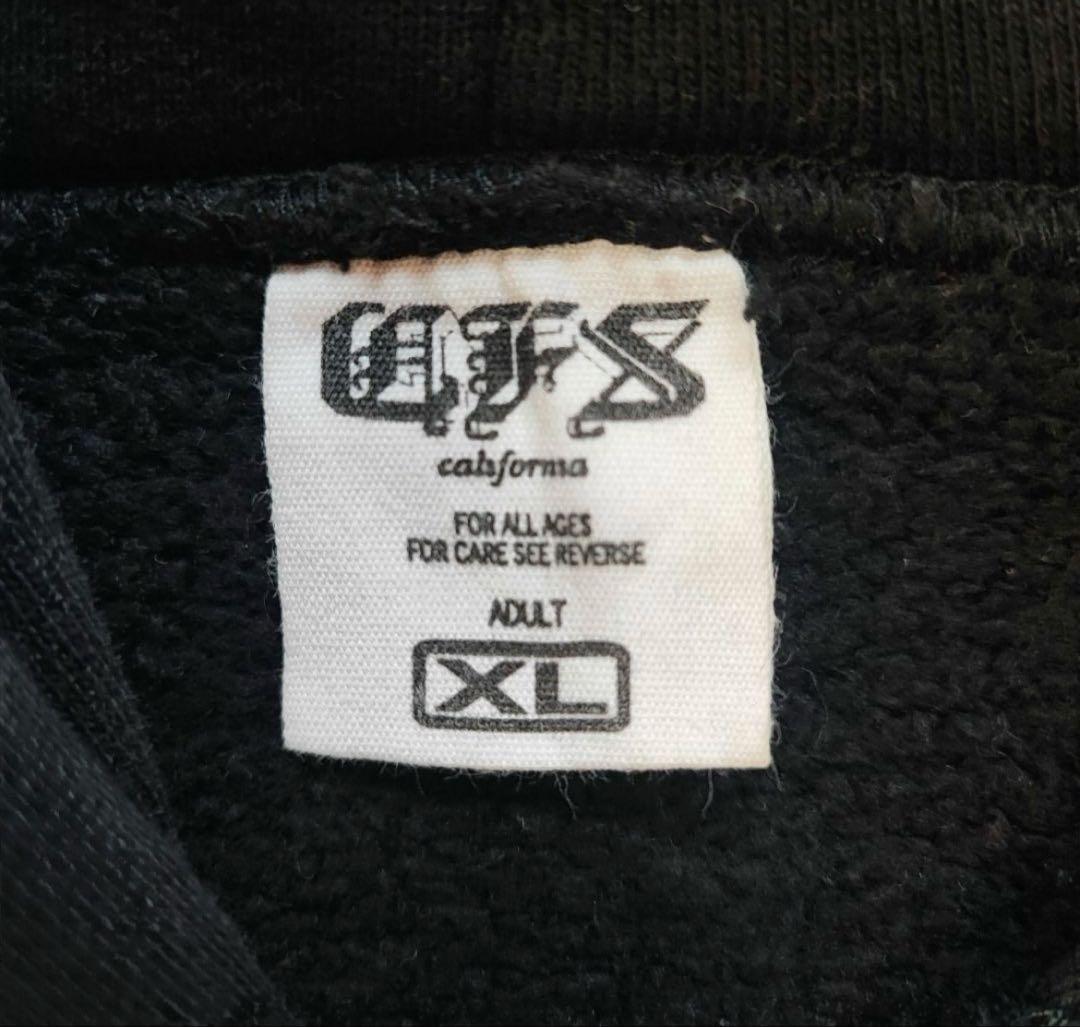 california
FOR ALL AGES
FOR CARE SEE REVERSE
ADULT
XL